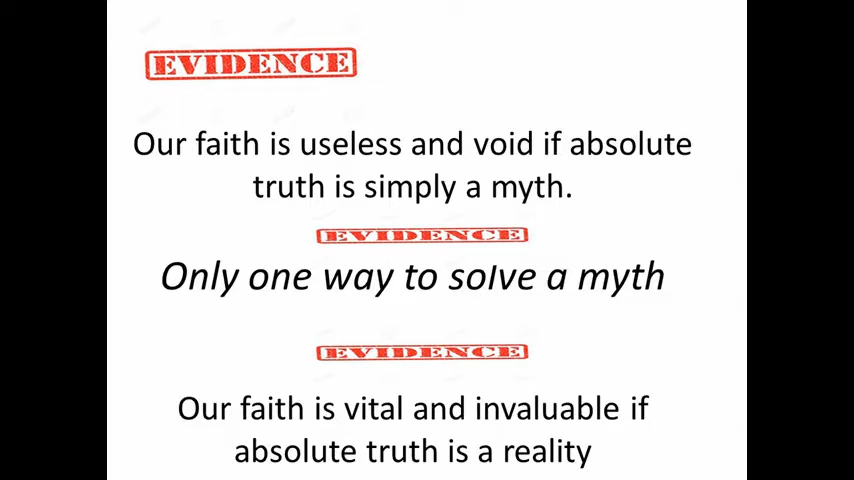 EVIDENCE
Our faith is useless and void if absolute
truth is simply a myth.
EVIDENCE
Only one way to solve a myth
EVIDENCE
Our faith is vital and invaluable if
absolute truth is a reality